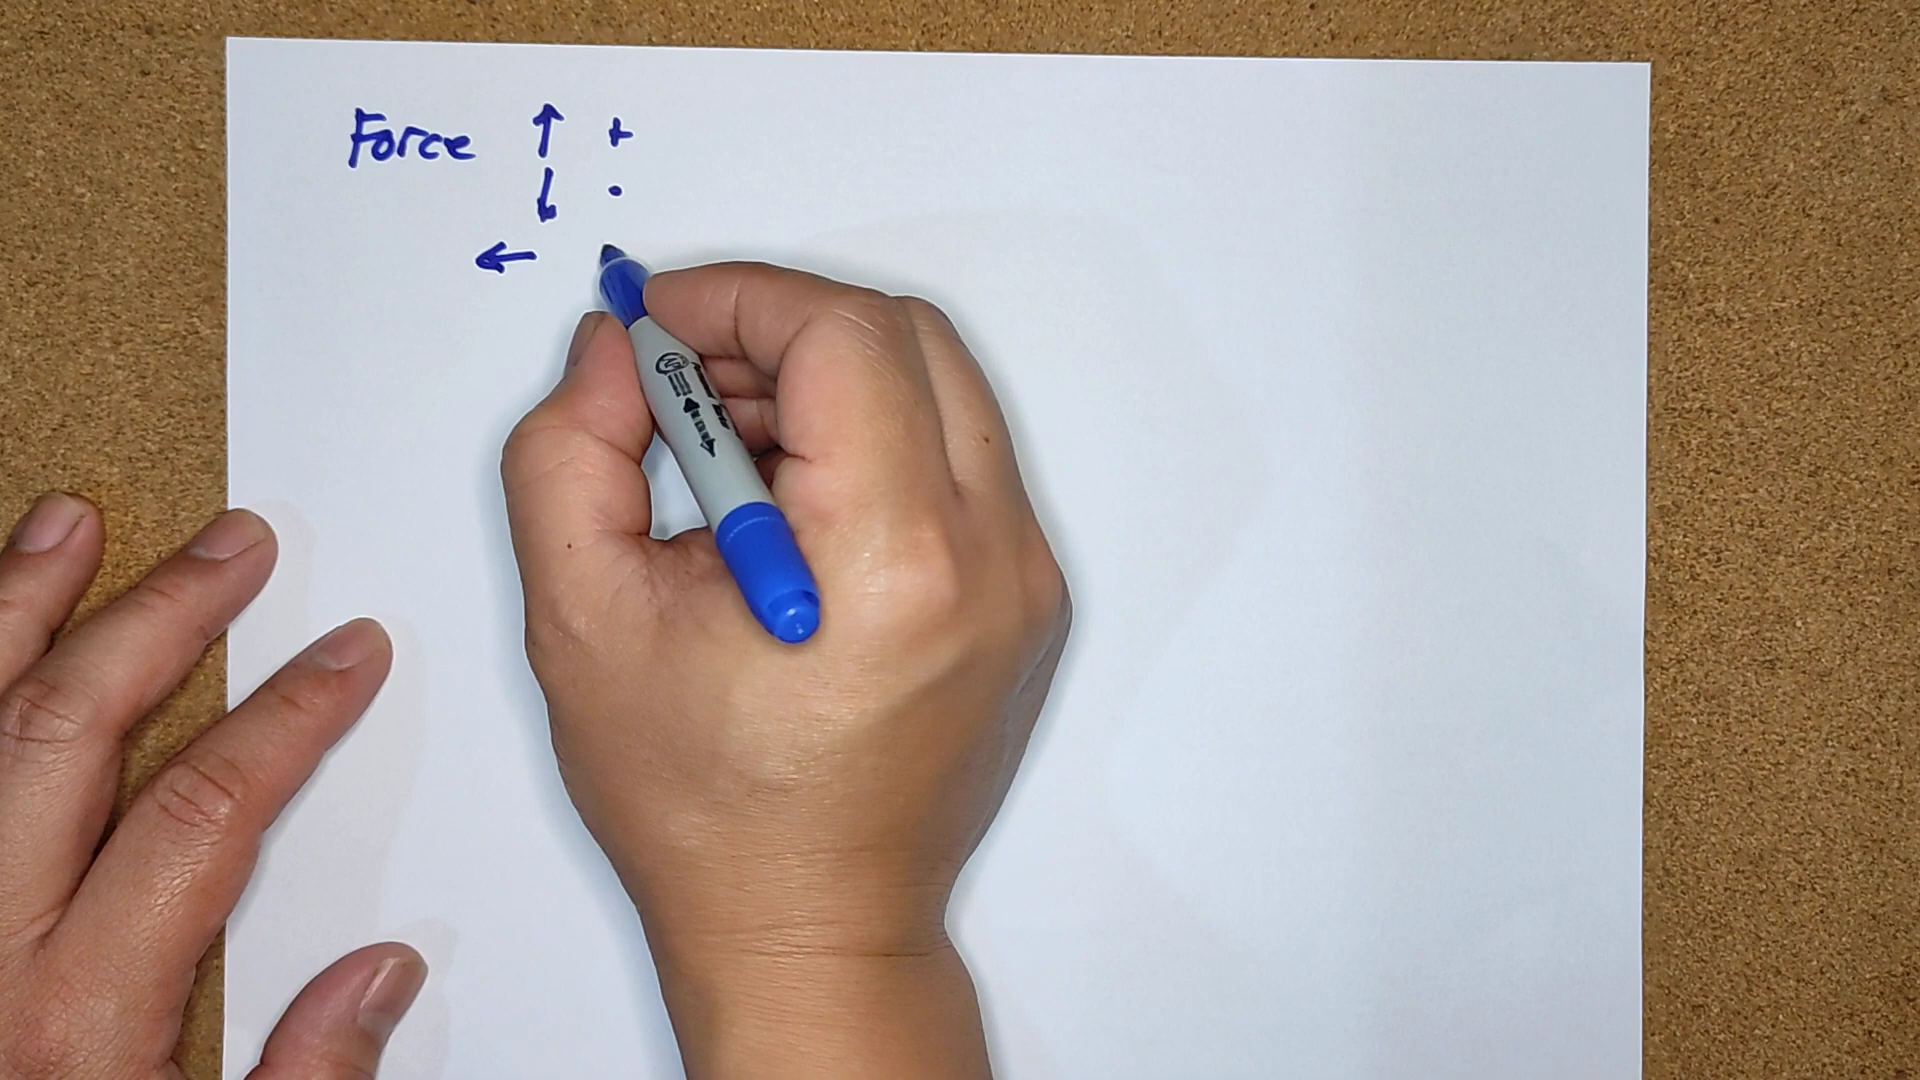 Force ↑ +
↓ •
←